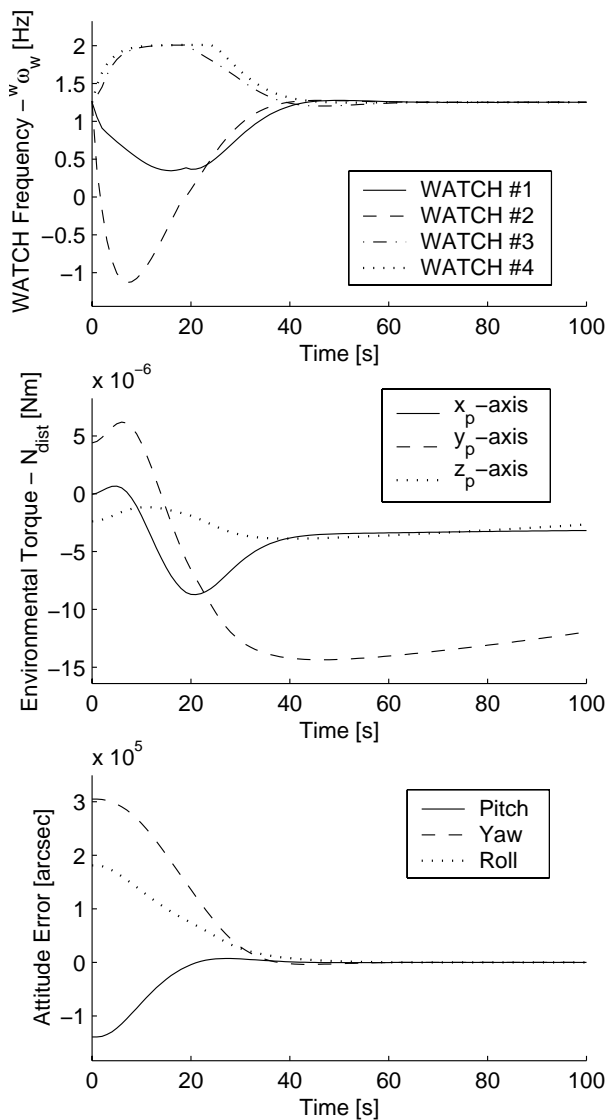 WATCH Frequency − ʷω_w [Hz]
2
1.5
1
0.5
0
−0.5
−1
WATCH #1
WATCH #2
WATCH #3
WATCH #4
0 20 40 60 80 100
Time [s]
x 10⁻⁶
Environmental Torque − N_dist [Nm]
5
0
−5
−10
−15
x_p−axis
y_p−axis
z_p−axis
0 20 40 60 80 100
Time [s]
x 10⁵
Attitude Error [arcsec]
3
2
1
0
−1
Pitch
Yaw
Roll
0 20 40 60 80 100
Time [s]